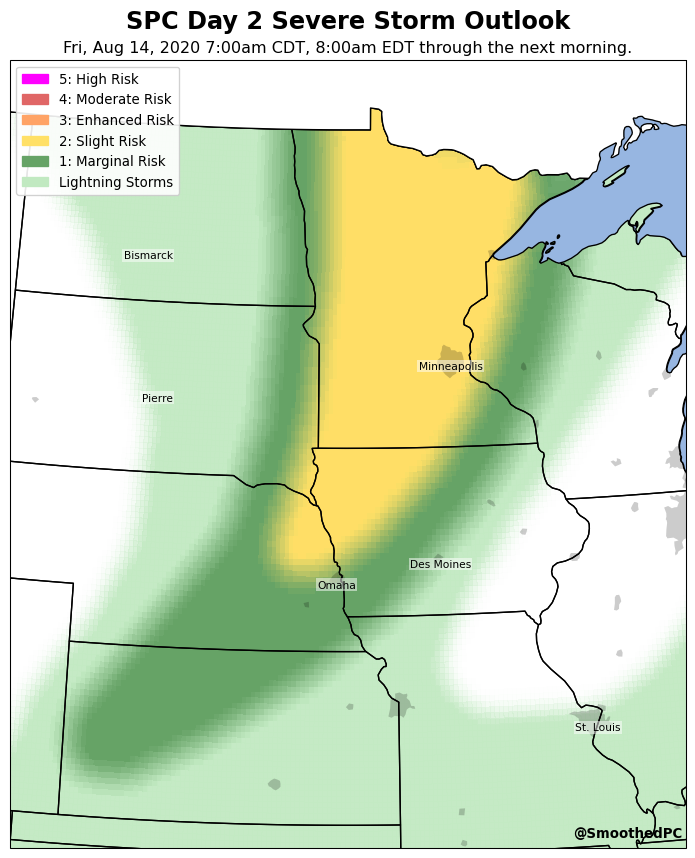 SPC Day 2 Severe Storm Outlook
Fri, Aug 14, 2020 7:00am CDT, 8:00am EDT through the next morning.
5: High Risk
4: Moderate Risk
3: Enhanced Risk
2: Slight Risk
1: Marginal Risk
Lightning Storms
Bismarck
Minneapolis
Pierre
Des Moines
Omaha
St. Louis
@SmoothedPC